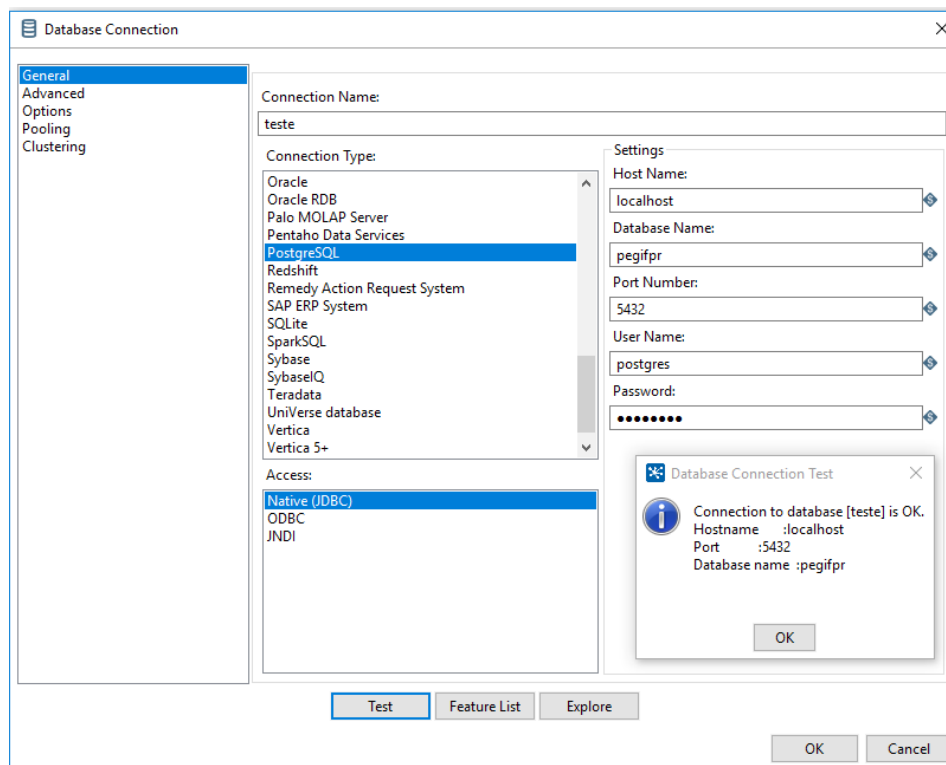 Database Connection
General
Advanced
Options
Pooling
Clustering
Connection Name:
teste
Connection Type:
Oracle
Oracle RDB
Palo MOLAP Server
Pentaho Data Services
PostgreSQL
Redshift
Remedy Action Request System
SAP ERP System
SQLite
SparkSQL
Sybase
SybaseIQ
Teradata
UniVerse database
Vertica
Vertica 5+
Access:
Native (JDBC)
ODBC
JNDI
Settings
Host Name:
localhost
Database Name:
pegifpr
Port Number:
5432
User Name:
postgres
Password:
●●●●●●●●
Database Connection Test
Connection to database [teste] is OK.
Hostname :localhost
Port :5432
Database name :pegifpr
OK
Test Feature List Explore
OK Cancel